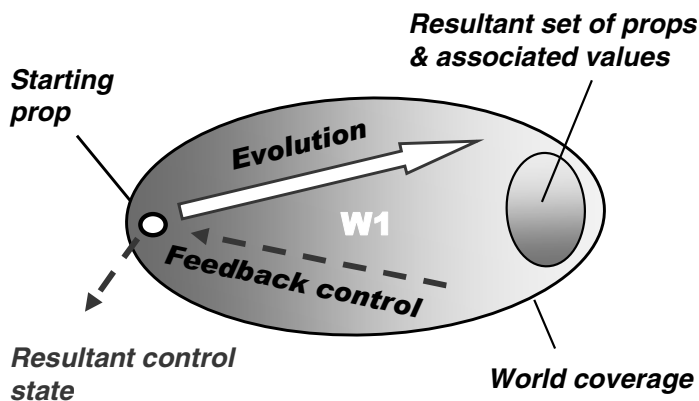 Resultant set of props
& associated values
Starting
prop
Evolution
W1
Feedback control
Resultant control
state
World coverage